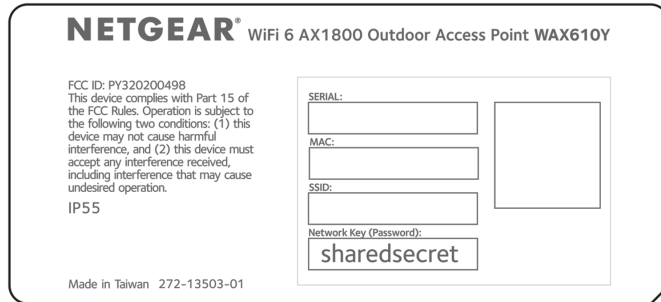 NETGEAR® WiFi 6 AX1800 Outdoor Access Point WAX610Y
FCC ID: PY320200498
This device complies with Part 15 of
the FCC Rules. Operation is subject to
the following two conditions: (1) this
device may not cause harmful
interference, and (2) this device must
accept any interference received,
including interference that may cause
undesired operation.
IP55
Made in Taiwan 272-13503-01
SERIAL:
MAC:
SSID:
Network Key (Password):
sharedsecret